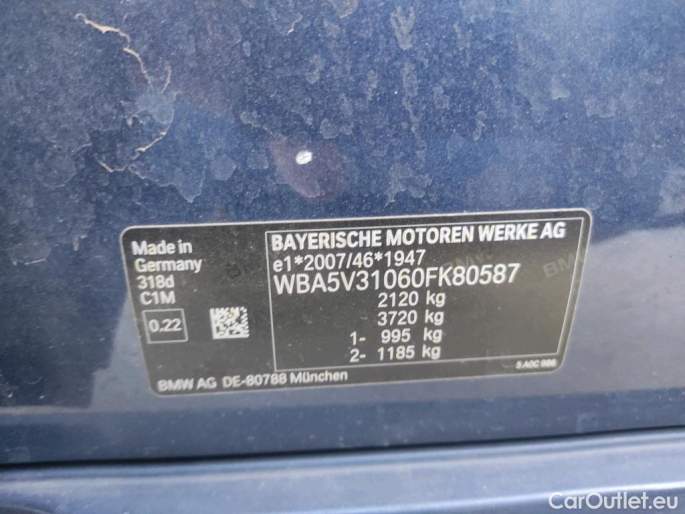 Made in
Germany
318d
C1M
0.22
BAYERISCHE MOTOREN WERKE AG
e1*2007/46*1947
WBA5V31060FK80587
2120 kg
3720 kg
1- 995 kg
2- 1185 kg
BMW AG DE-80788 München
CarOutlet.eu